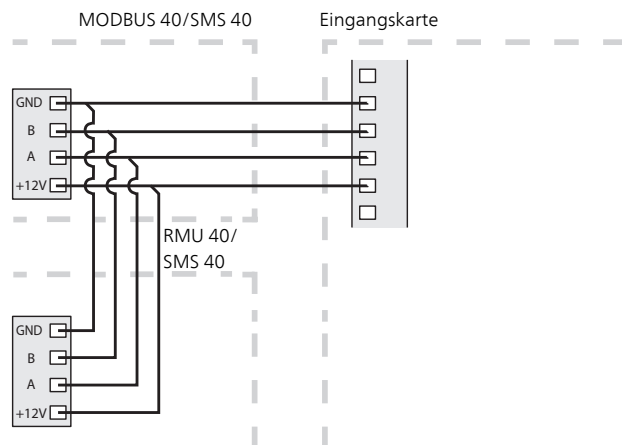 MODBUS 40/SMS 40
Eingangskarte
GND
B
A
+12V
RMU 40/
SMS 40
GND
B
A
+12V